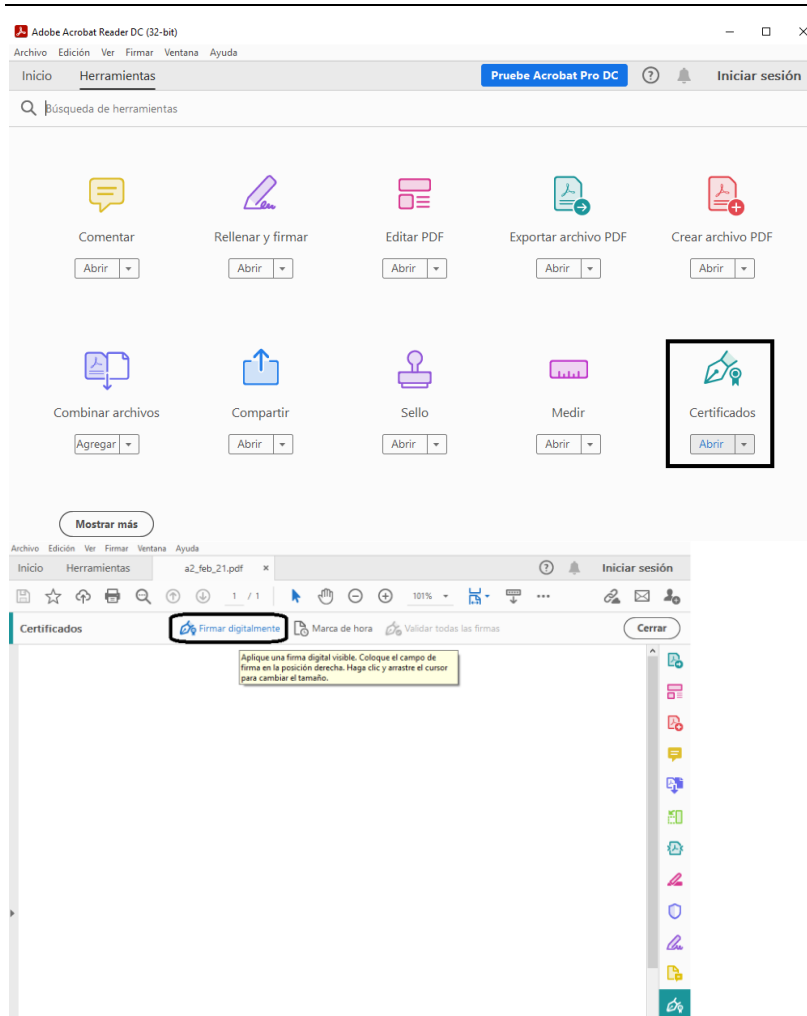 Adobe Acrobat Reader DC (32-bit)
Archivo Edición Ver Firmar Ventana Ayuda
Inicio Herramientas Pruebe Acrobat Pro DC ? Iniciar sesión
Búsqueda de herramientas
Comentar Rellenar y firmar Editar PDF Exportar archivo PDF Crear archivo PDF
Abrir Abrir Abrir Abrir Abrir
Combinar archivos Compartir Sello Medir Certificados
Agregar Abrir Abrir Abrir Abrir
Mostrar más
Archivo Edición Ver Firmar Ventana Ayuda
Inicio Herramientas a2_feb_21.pdf × ? Iniciar sesión
1 / 1 101%
Certificados Firmar digitalmente Marca de hora Validar todas las firmas Cerrar
Aplique una firma digital visible. Coloque el campo de
firma en la posición derecha. Haga clic y arrastre el cursor
para cambiar el tamaño.